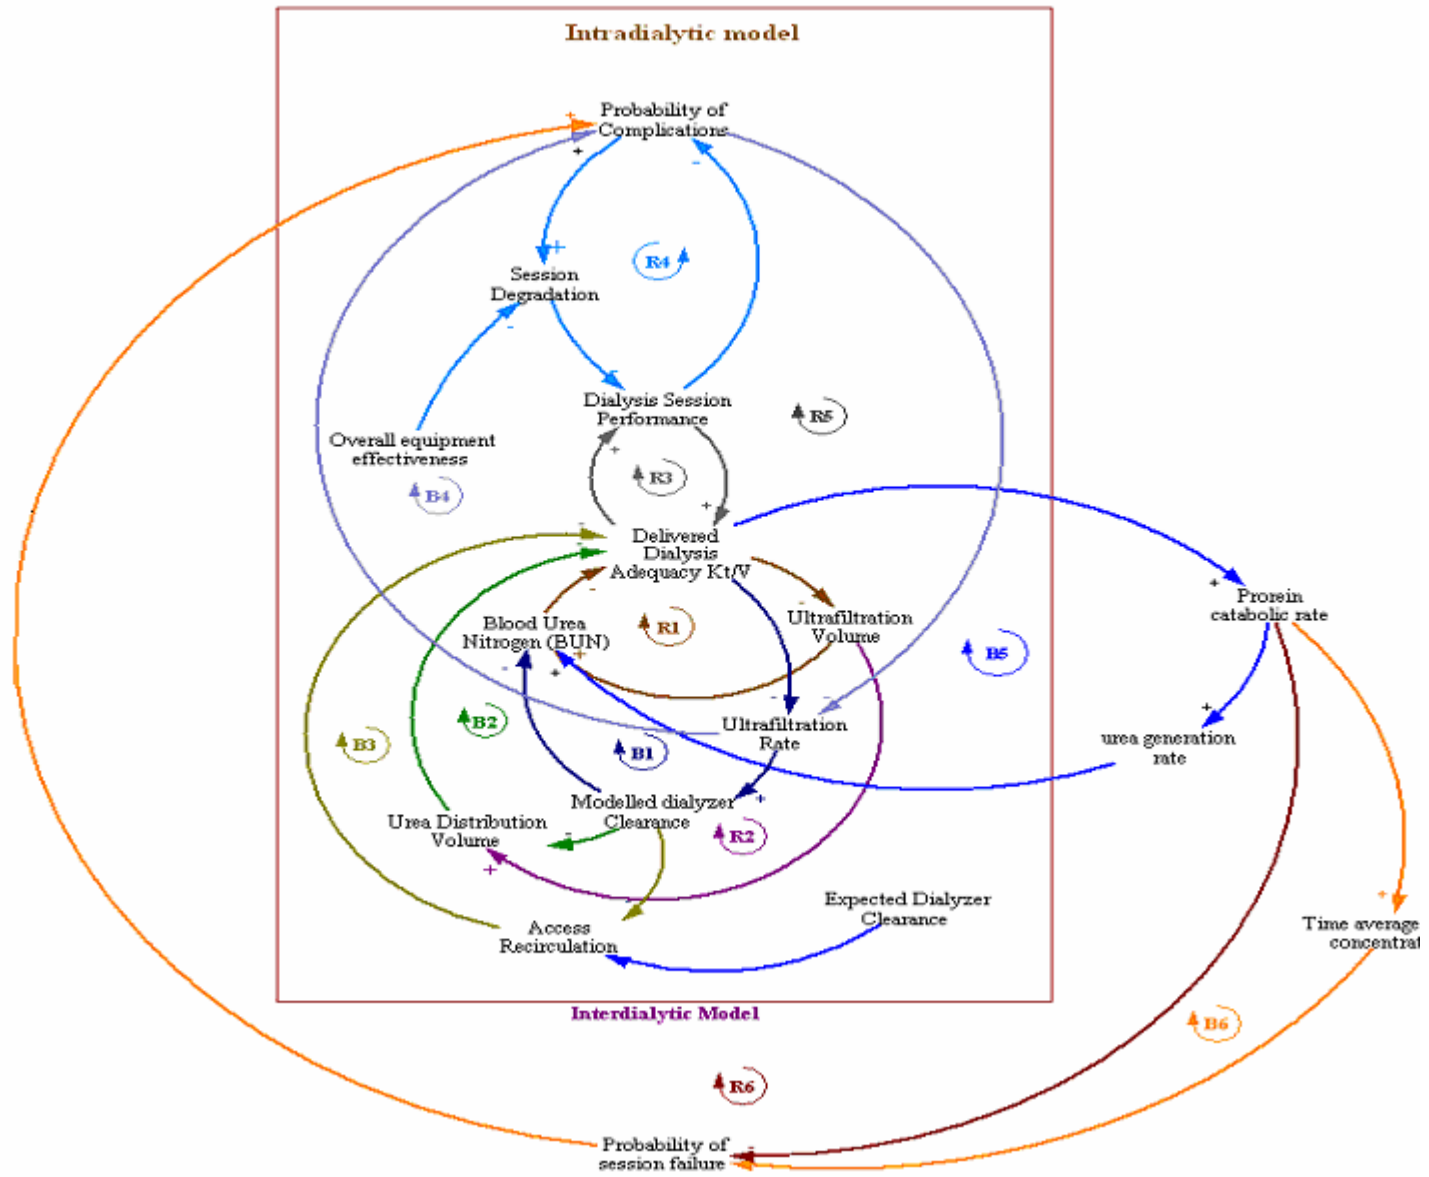 Intradialytic model
+
Probability of
Complications
+
-
+
R4
Session
Degradation
-
-
Dialysis Session
Performance
R5
Overall equipment
effectiveness
+
R3
B4
+
-
Delivered
Dialysis
Adequacy Kt/V
-
-
+
Prorein
catabolic rate
-
Ultrafiltration
Volume
Blood Urea
Nitrogen (BUN)
R1
B5
+
-
+
-
-
Ultrafiltration
Rate
+
urea generation
rate
B2
B3
B1
Modelled dialyzer
Clearance
+
Urea Distribution
Volume
-
R2
+
Expected Dialyzer
Clearance
+
Time average
concentrat
Access
Recirculation
Interdialytic Model
B6
R6
Probability of
session failure
-